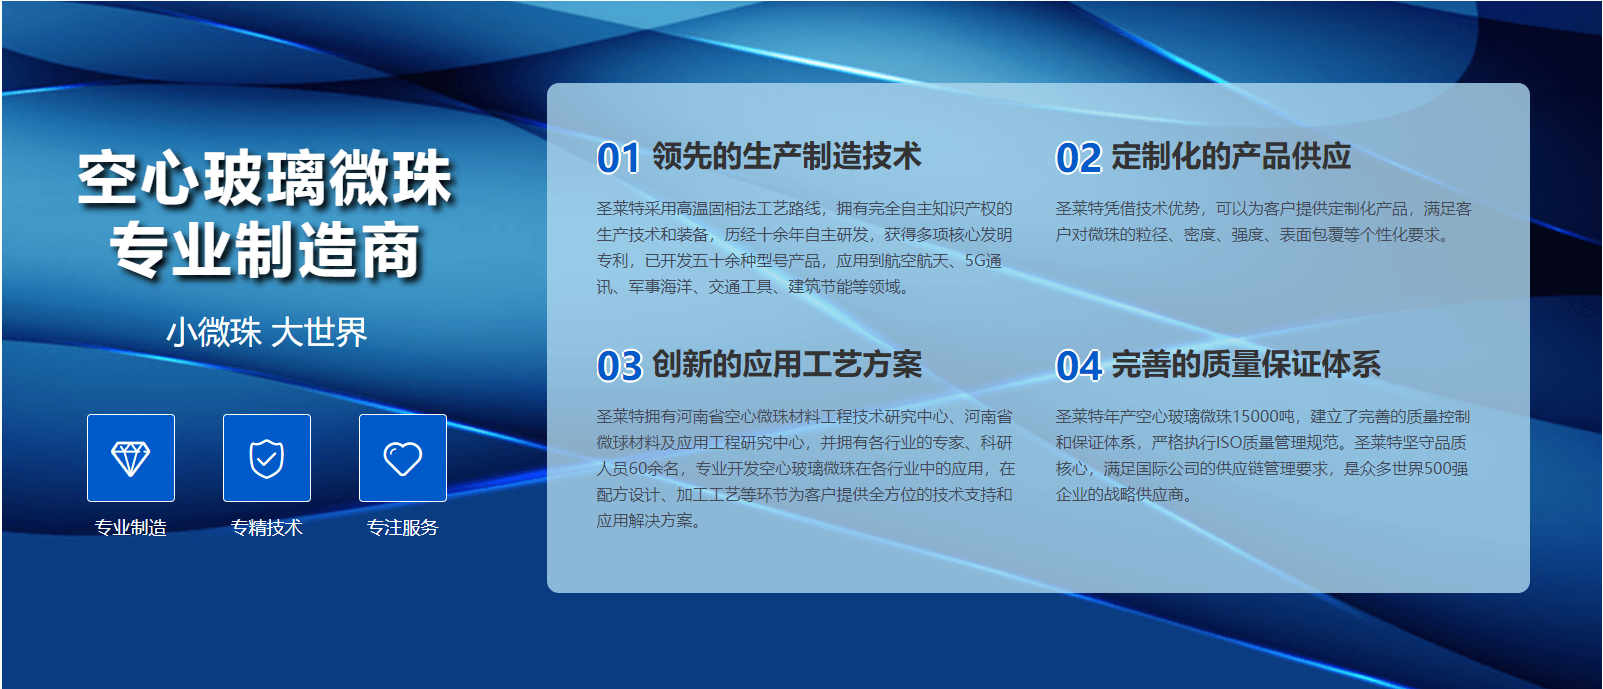 空心玻璃微珠
专业制造商
小微珠 大世界
专业制造
专精技术
专注服务
01 领先的生产制造技术
圣莱特采用高温固相法工艺路线，拥有完全自主知识产权的
生产技术和装备，历经十余年自主研发，获得多项核心发明
专利，已开发五十余种型号产品，应用到航空航天、5G通
讯、军事海洋、交通工具、建筑节能等领域。
02 定制化的产品供应
圣莱特凭借技术优势，可以为客户提供定制化产品，满足客
户对微珠的粒径、密度、强度、表面包覆等个性化要求。
03 创新的应用工艺方案
圣莱特拥有河南省空心微珠材料工程技术研究中心、河南省
微球材料及应用工程研究中心，并拥有各行业的专家、科研
人员60余名，专业开发空心玻璃微珠在各行业中的应用，在
配方设计、加工工艺等环节为客户提供全方位的技术支持和
应用解决方案。
04 完善的质量保证体系
圣莱特年产空心玻璃微珠15000吨，建立了完善的质量控制
和保证体系，严格执行ISO质量管理规范。圣莱特坚守品质
核心，满足国际公司的供应链管理要求，是众多世界500强
企业的战略供应商。